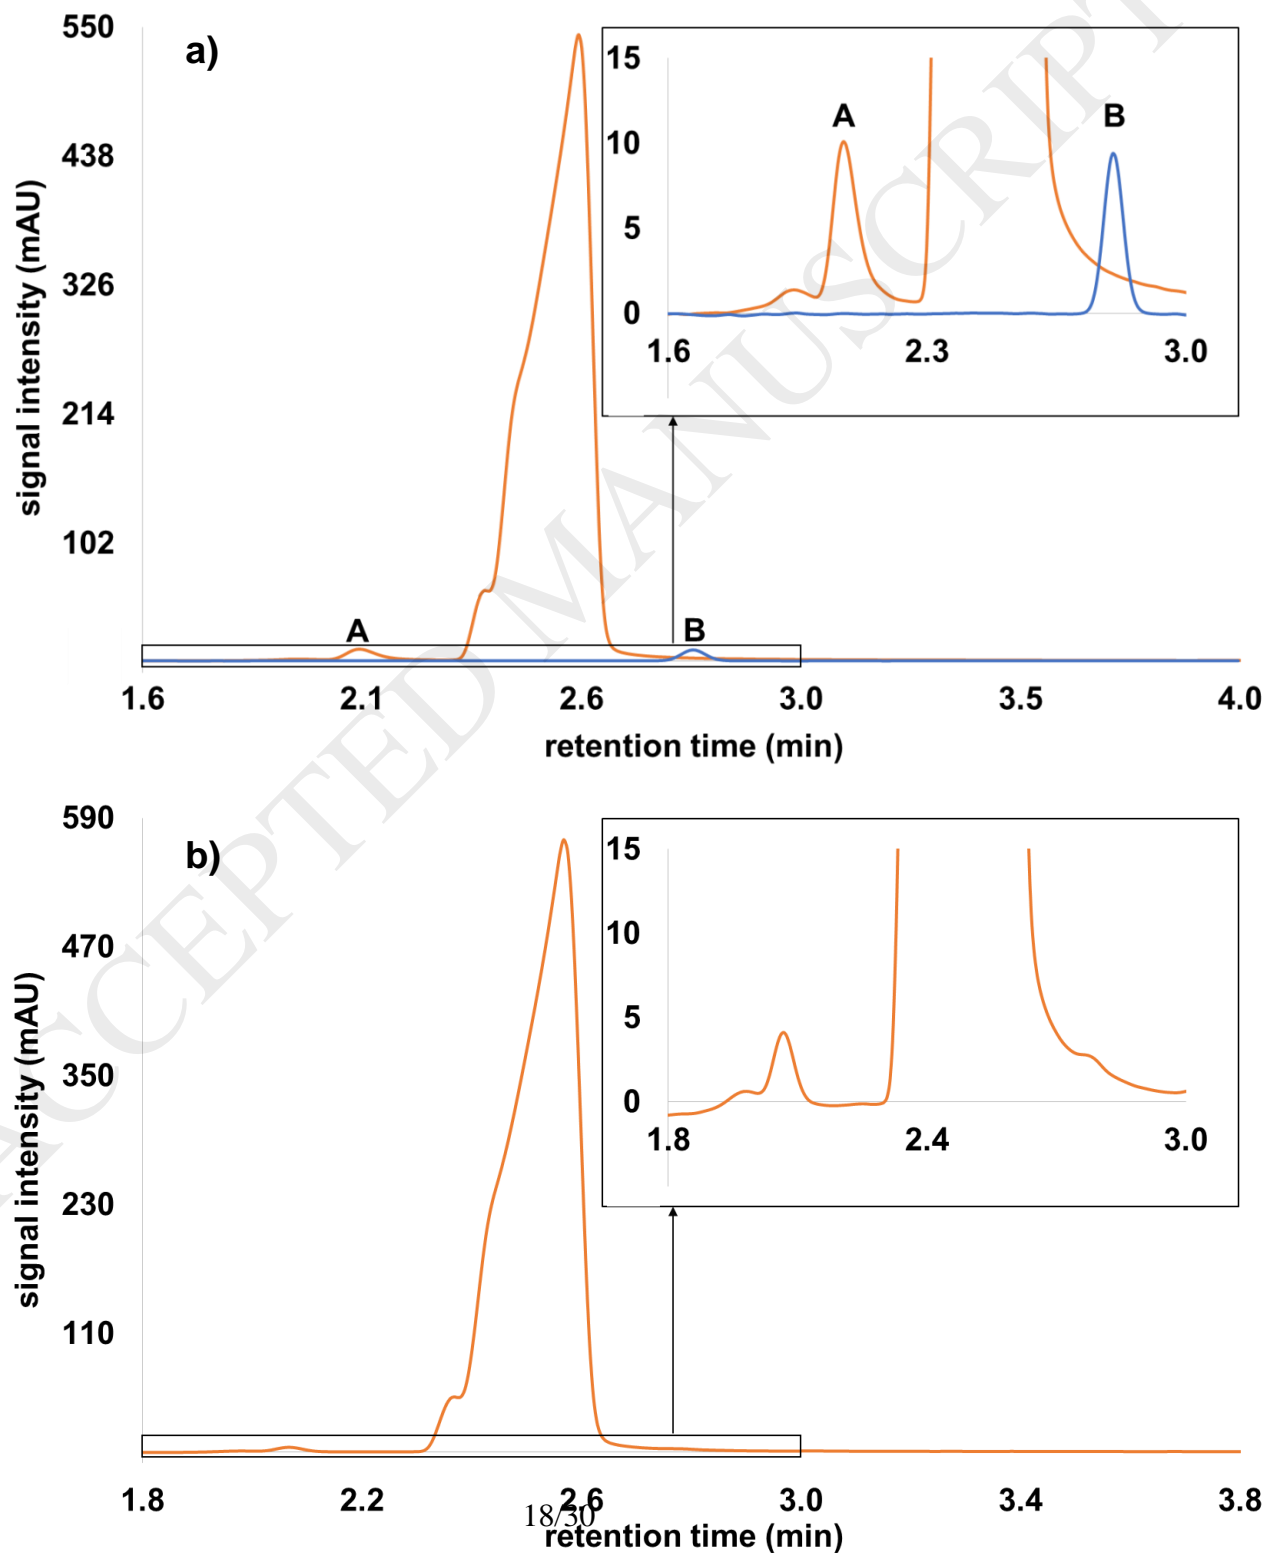 a)
550
438
326
214
102
signal intensity (mAU)
15
10
5
0
A
B
1.6 2.3 3.0
A
B
1.6 2.1 2.6 3.0 3.5 4.0
retention time (min)
b)
590
470
350
230
110
signal intensity (mAU)
15
10
5
0
1.8 2.4 3.0
1.8 2.2 2.6 3.0 3.4 3.8
18/30
retention time (min)
ACCEPTED MANUSCRIPT